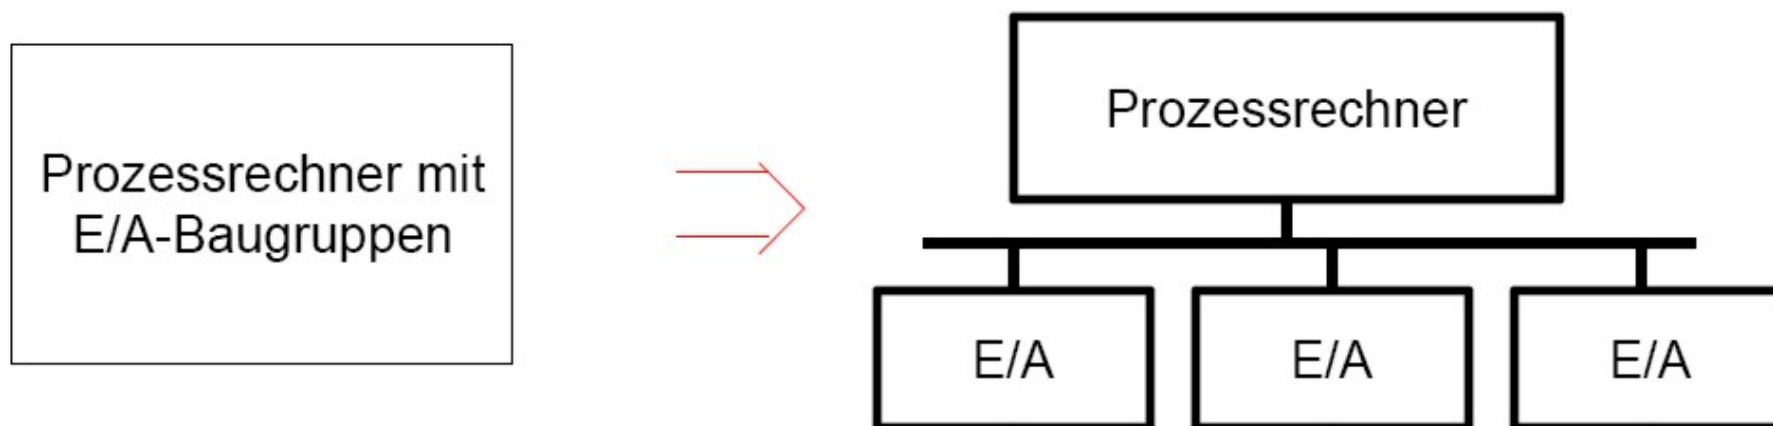 Prozessrechner mit
E/A-Baugruppen
Prozessrechner
E/A
E/A
E/A